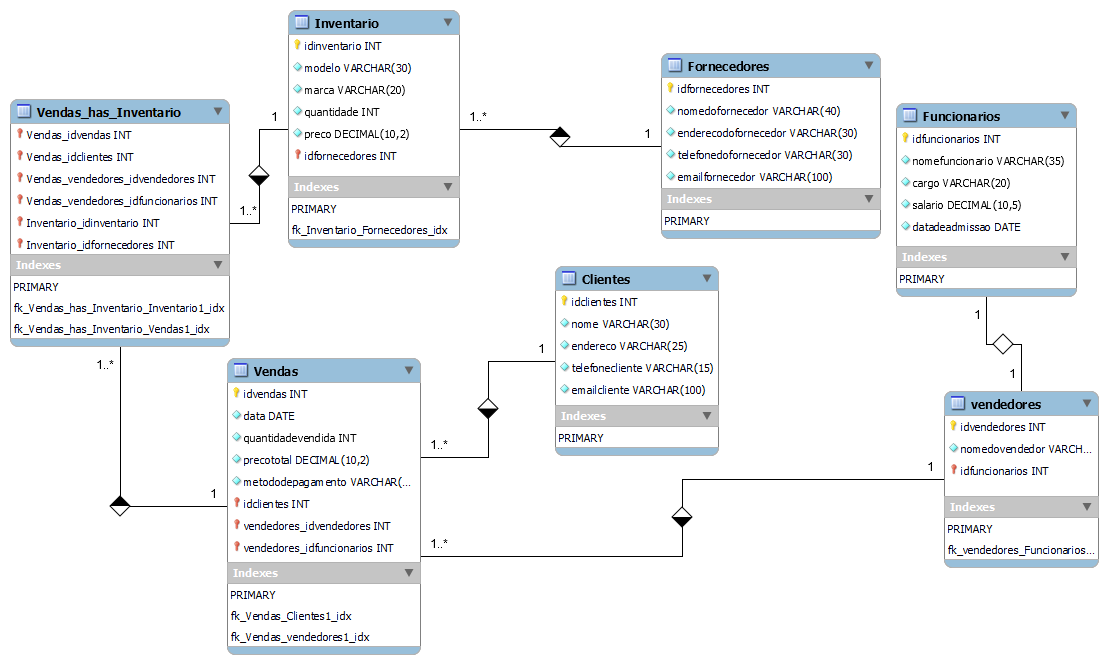 Inventario
idinventario INT
modelo VARCHAR(30)
marca VARCHAR(20)
quantidade INT
preco DECIMAL(10,2)
idfornecedores INT
Indexes
PRIMARY
fk_Inventario_Fornecedores_idx
Fornecedores
idfornecedores INT
nomedofornecedor VARCHAR(40)
enderecodofornecedor VARCHAR(30)
telefonedofornecedor VARCHAR(30)
emailfornecedor VARCHAR(100)
Indexes
PRIMARY
Vendas_has_Inventario
Vendas_idvendas INT
Vendas_idclientes INT
Vendas_vendedores_idvendedores INT
Vendas_vendedores_idfuncionarios INT
Inventario_idinventario INT
Inventario_idfornecedores INT
Indexes
PRIMARY
fk_Vendas_has_Inventario_Inventario1_idx
fk_Vendas_has_Inventario_Vendas1_idx
1
1..*
1..*
1
Funcionarios
idfuncionarios INT
nomefuncionario VARCHAR(35)
cargo VARCHAR(20)
salario DECIMAL(10,5)
datadeadmissao DATE
Indexes
PRIMARY
Clientes
idclientes INT
nome VARCHAR(30)
endereco VARCHAR(25)
telefonecliente VARCHAR(15)
emailcliente VARCHAR(100)
Indexes
PRIMARY
1
1
1..*
1
Vendas
idvendas INT
data DATE
quantidadevendida INT
precototal DECIMAL(10,2)
metododepagamento VARCHAR(...
idclientes INT
vendedores_idvendedores INT
vendedores_idfuncionarios INT
Indexes
PRIMARY
fk_Vendas_Clientes1_idx
fk_Vendas_vendedores1_idx
1
1..*
1..*
1
vendedores
idvendedores INT
nomedovendedor VARCH...
idfuncionarios INT
Indexes
PRIMARY
fk_vendedores_Funcionarios...